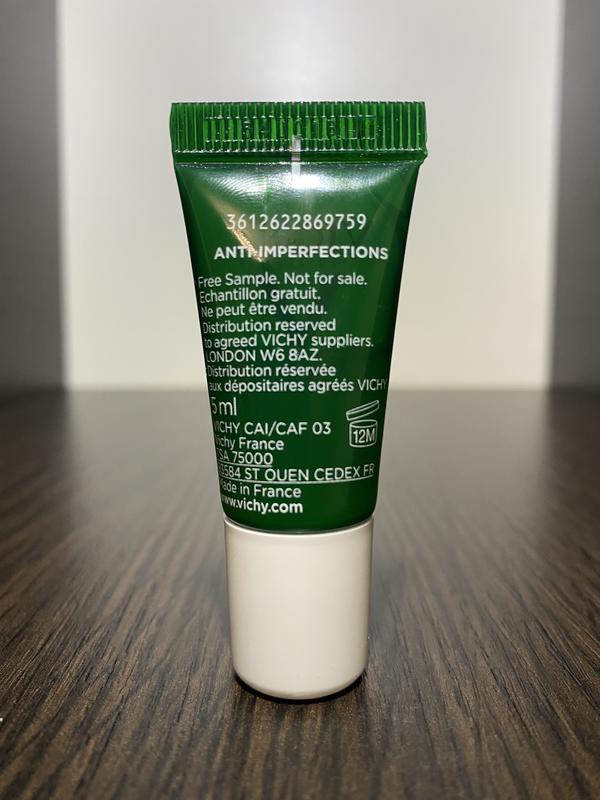 3612622869759
ANTI-IMPERFECTIONS
Free Sample. Not for sale.
Echantillon gratuit.
Ne peut être vendu.
Distribution reserved
to agreed VICHY suppliers.
LONDON W6 8AZ.
Distribution réservée
aux dépositaires agréés VICHY
5 ml
VICHY CAI/CAF 03
12M
Vichy France
TSA 75000
93584 ST OUEN CEDEX FR
Made in France
www.vichy.com